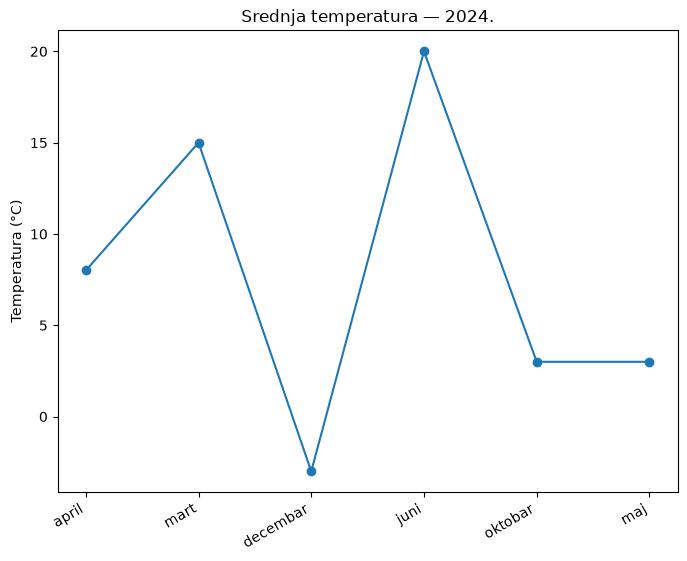 Srednja temperatura — 2024.
Temperatura (°C)
20
15
10
5
0
april
mart
decembar
juni
oktobar
maj